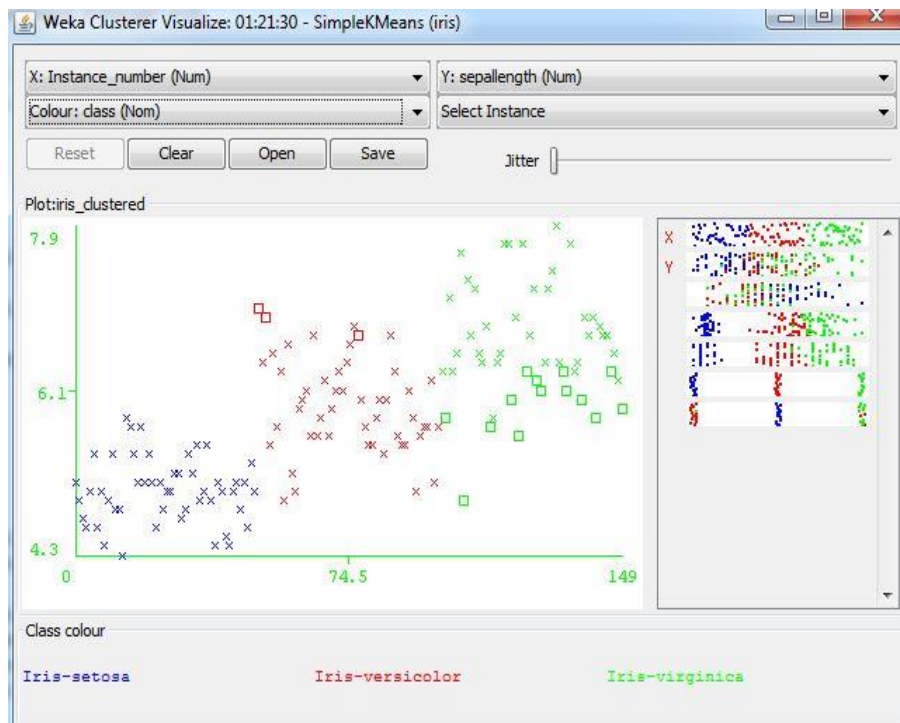 Weka Clusterer Visualize: 01:21:30 - SimpleKMeans (iris)
X: Instance_number (Num)
Y: sepallength (Num)
Colour: class (Nom)
Select Instance
Reset
Clear
Open
Save
Jitter
Plot:iris_clustered
7.9
6.1
4.3
0
74.5
149
X
Y
Class colour
Iris-setosa
Iris-versicolor
Iris-virginica